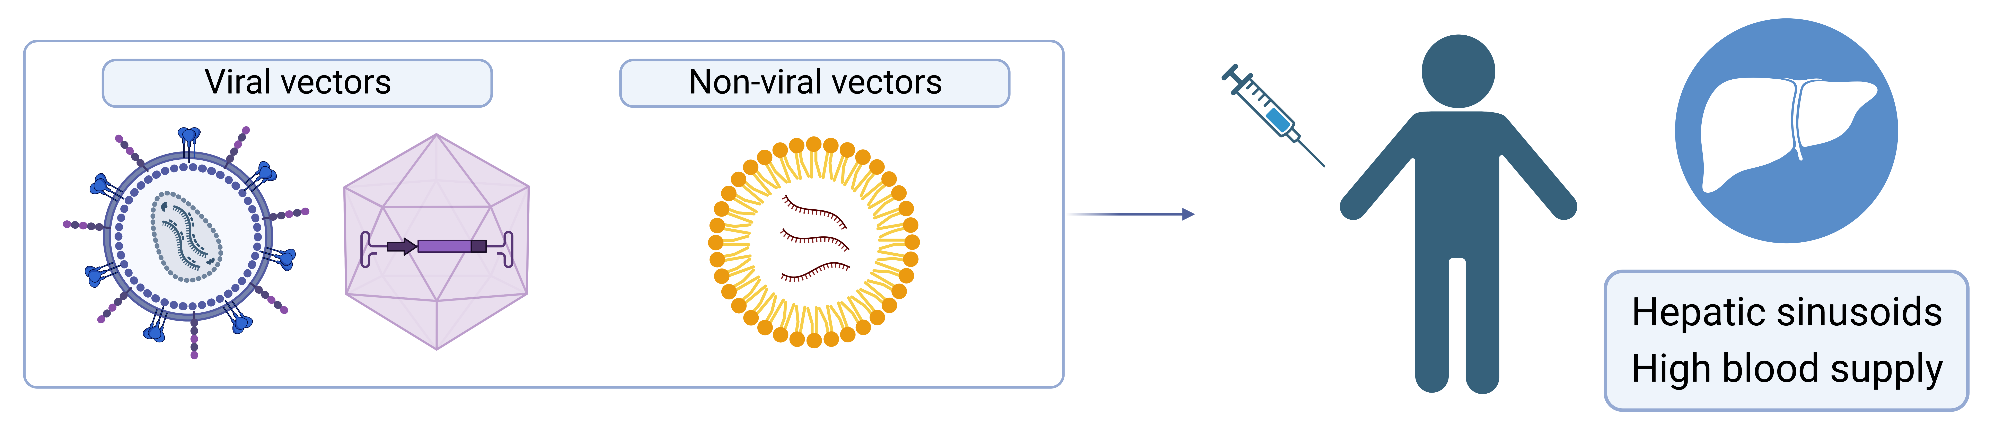 Viral vectors
Non-viral vectors
Hepatic sinusoids
High blood supply